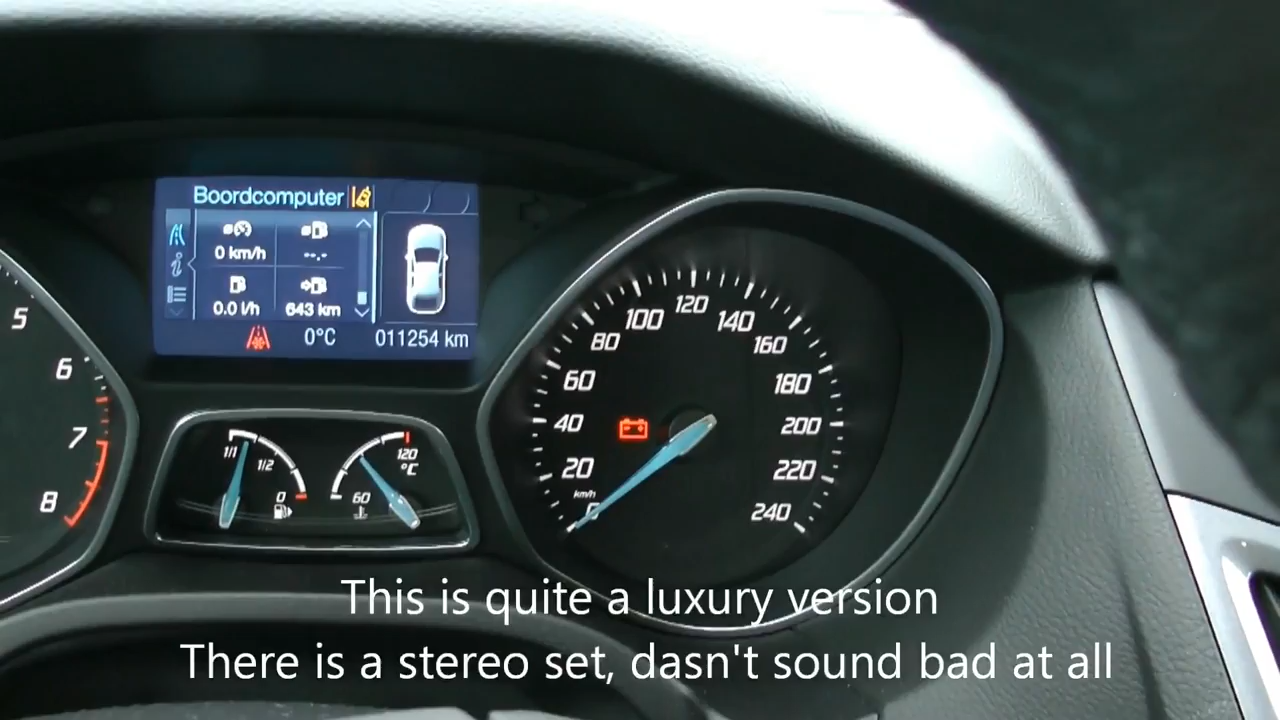 Boordcomputer
0 km/h
--.-
0.0 l/h
643 km
0°C
011254 km
5
6
7
8
1/1
1/2
0
60
120
°C
0
20
40
60
80
100
120
140
160
180
200
220
240
km/h
This is quite a luxury version
There is a stereo set, dasn't sound bad at all